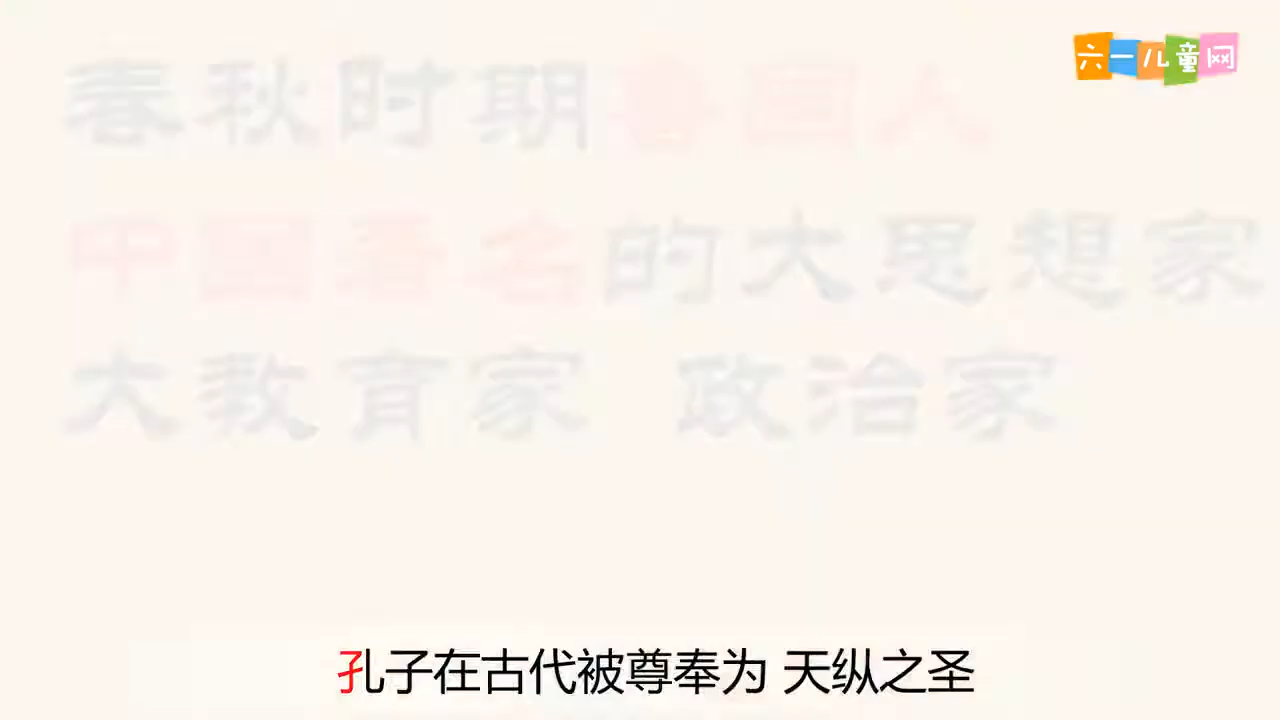 六一儿童网
春秋时期鲁国人
中国著名的大思想家
大教育家 政治家
孔子在古代被尊奉为 天纵之圣